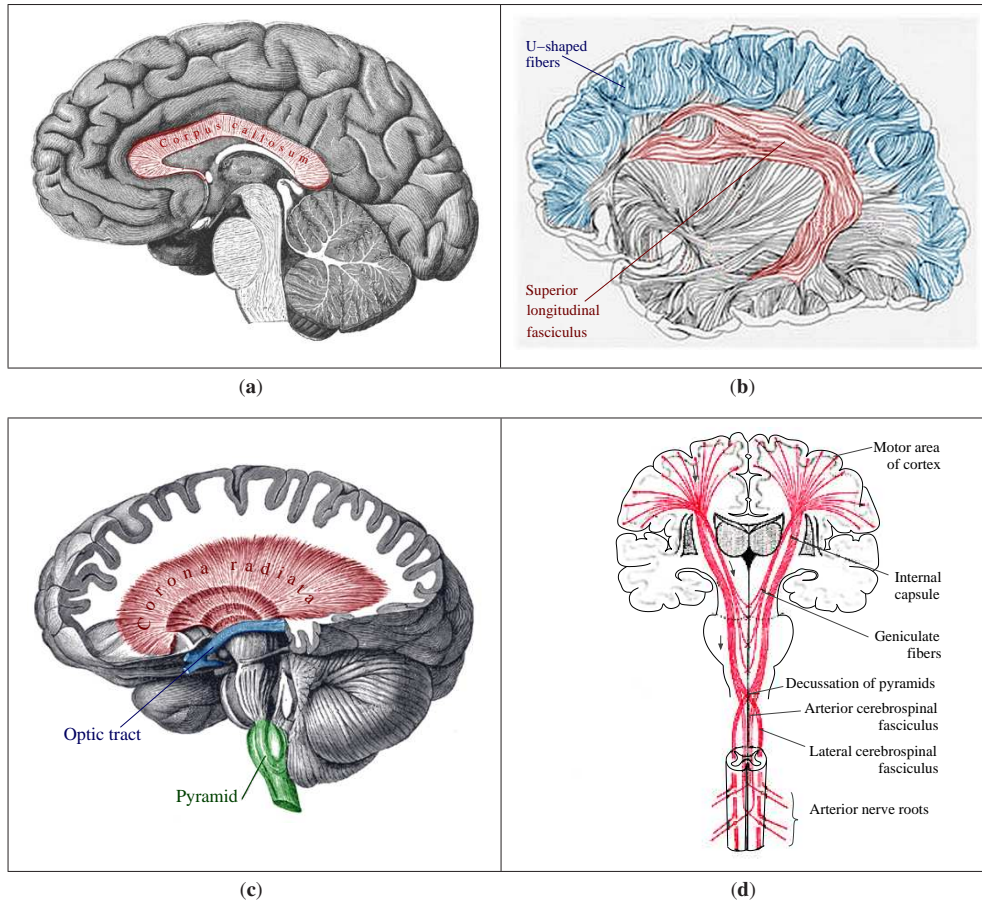 Corpus callosum
U-shaped
fibers
Superior
longitudinal
fasciculus
(a)
(b)
Corona radiata
Optic tract
Pyramid
Motor area
of cortex
Internal
capsule
Geniculate
fibers
Decussation of pyramids
Arterior cerebrospinal
fasciculus
Lateral cerebrospinal
fasciculus
Arterior nerve roots
(c)
(d)